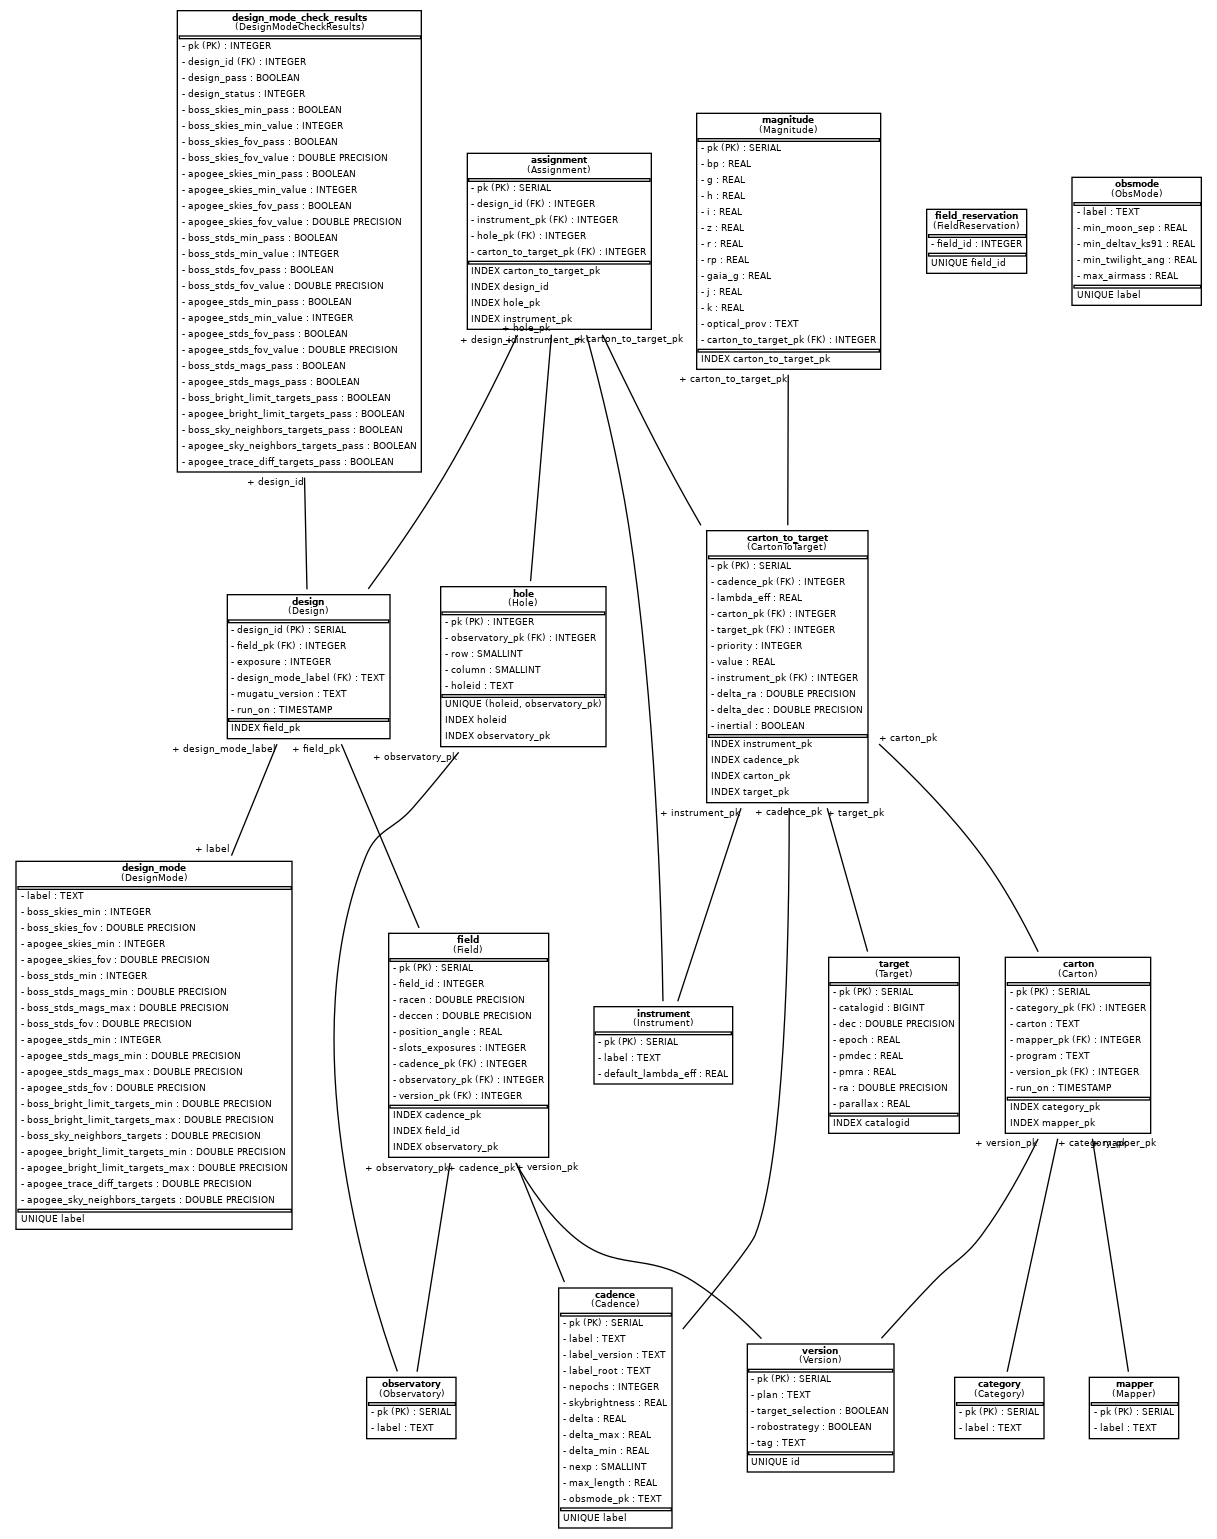 design_mode_check_results
(DesignModeCheckResults)
- pk (PK) : INTEGER
- design_id (FK) : INTEGER
- design_pass : BOOLEAN
- design_status : INTEGER
- boss_skies_min_pass : BOOLEAN
- boss_skies_min_value : INTEGER
- boss_skies_fov_pass : BOOLEAN
- boss_skies_fov_value : DOUBLE PRECISION
- apogee_skies_min_pass : BOOLEAN
- apogee_skies_min_value : INTEGER
- apogee_skies_fov_pass : BOOLEAN
- apogee_skies_fov_value : DOUBLE PRECISION
- boss_stds_min_pass : BOOLEAN
- boss_stds_min_value : INTEGER
- boss_stds_fov_pass : BOOLEAN
- boss_stds_fov_value : DOUBLE PRECISION
- apogee_stds_min_pass : BOOLEAN
- apogee_stds_min_value : INTEGER
- apogee_stds_fov_pass : BOOLEAN
- apogee_stds_fov_value : DOUBLE PRECISION
- boss_stds_mags_pass : BOOLEAN
- apogee_stds_mags_pass : BOOLEAN
- boss_bright_limit_targets_pass : BOOLEAN
- apogee_bright_limit_targets_pass : BOOLEAN
- boss_sky_neighbors_targets_pass : BOOLEAN
- apogee_sky_neighbors_targets_pass : BOOLEAN
- apogee_trace_diff_targets_pass : BOOLEAN
+ design_id
assignment
(Assignment)
- pk (PK) : SERIAL
- design_id (FK) : INTEGER
- instrument_pk (FK) : INTEGER
- hole_pk (FK) : INTEGER
- carton_to_target_pk (FK) : INTEGER
INDEX carton_to_target_pk
INDEX design_id
INDEX hole_pk
INDEX instrument_pk
+ hole_pk
+ design_id
+ instrument_pk
+ carton_to_target_pk
magnitude
(Magnitude)
- pk (PK) : SERIAL
- bp : REAL
- g : REAL
- h : REAL
- i : REAL
- z : REAL
- r : REAL
- rp : REAL
- gaia_g : REAL
- j : REAL
- k : REAL
- optical_prov : TEXT
- carton_to_target_pk (FK) : INTEGER
INDEX carton_to_target_pk
+ carton_to_target_pk
field_reservation
(FieldReservation)
- field_id : INTEGER
UNIQUE field_id
obsmode
(ObsMode)
- label : TEXT
- min_moon_sep : REAL
- min_deltav_ks91 : REAL
- min_twilight_ang : REAL
- max_airmass : REAL
UNIQUE label
design
(Design)
- design_id (PK) : SERIAL
- field_pk (FK) : INTEGER
- exposure : INTEGER
- design_mode_label (FK) : TEXT
- mugatu_version : TEXT
- run_on : TIMESTAMP
INDEX field_pk
+ design_mode_label
+ field_pk
hole
(Hole)
- pk (PK) : INTEGER
- observatory_pk (FK) : INTEGER
- row : SMALLINT
- column : SMALLINT
- holeid : TEXT
UNIQUE (holeid, observatory_pk)
INDEX holeid
INDEX observatory_pk
+ observatory_pk
carton_to_target
(CartonToTarget)
- pk (PK) : SERIAL
- cadence_pk (FK) : INTEGER
- lambda_eff : REAL
- carton_pk (FK) : INTEGER
- target_pk (FK) : INTEGER
- priority : INTEGER
- value : REAL
- instrument_pk (FK) : INTEGER
- delta_ra : DOUBLE PRECISION
- delta_dec : DOUBLE PRECISION
- inertial : BOOLEAN
INDEX instrument_pk
INDEX cadence_pk
INDEX carton_pk
INDEX target_pk
+ carton_pk
+ instrument_pk
+ cadence_pk
+ target_pk
+ label
design_mode
(DesignMode)
- label : TEXT
- boss_skies_min : INTEGER
- boss_skies_fov : DOUBLE PRECISION
- apogee_skies_min : INTEGER
- apogee_skies_fov : DOUBLE PRECISION
- boss_stds_min : INTEGER
- boss_stds_mags_min : DOUBLE PRECISION
- boss_stds_mags_max : DOUBLE PRECISION
- boss_stds_fov : DOUBLE PRECISION
- apogee_stds_min : INTEGER
- apogee_stds_mags_min : DOUBLE PRECISION
- apogee_stds_mags_max : DOUBLE PRECISION
- apogee_stds_fov : DOUBLE PRECISION
- boss_bright_limit_targets_min : DOUBLE PRECISION
- boss_bright_limit_targets_max : DOUBLE PRECISION
- boss_sky_neighbors_targets : DOUBLE PRECISION
- apogee_bright_limit_targets_min : DOUBLE PRECISION
- apogee_bright_limit_targets_max : DOUBLE PRECISION
- apogee_trace_diff_targets : DOUBLE PRECISION
- apogee_sky_neighbors_targets : DOUBLE PRECISION
UNIQUE label
field
(Field)
- pk (PK) : SERIAL
- field_id : INTEGER
- racen : DOUBLE PRECISION
- deccen : DOUBLE PRECISION
- position_angle : REAL
- slots_exposures : INTEGER
- cadence_pk (FK) : INTEGER
- observatory_pk (FK) : INTEGER
- version_pk (FK) : INTEGER
INDEX cadence_pk
INDEX field_id
INDEX observatory_pk
+ observatory_pk
+ cadence_pk
+ version_pk
instrument
(Instrument)
- pk (PK) : SERIAL
- label : TEXT
- default_lambda_eff : REAL
target
(Target)
- pk (PK) : SERIAL
- catalogid : BIGINT
- dec : DOUBLE PRECISION
- epoch : REAL
- pmdec : REAL
- pmra : REAL
- ra : DOUBLE PRECISION
- parallax : REAL
INDEX catalogid
carton
(Carton)
- pk (PK) : SERIAL
- category_pk (FK) : INTEGER
- carton : TEXT
- mapper_pk (FK) : INTEGER
- program : TEXT
- version_pk (FK) : INTEGER
- run_on : TIMESTAMP
INDEX category_pk
INDEX mapper_pk
+ version_pk
+ category_pk
+ mapper_pk
observatory
(Observatory)
- pk (PK) : SERIAL
- label : TEXT
cadence
(Cadence)
- pk (PK) : SERIAL
- label : TEXT
- label_version : TEXT
- label_root : TEXT
- nepochs : INTEGER
- skybrightness : REAL
- delta : REAL
- delta_max : REAL
- delta_min : REAL
- nexp : SMALLINT
- max_length : REAL
- obsmode_pk : TEXT
UNIQUE label
version
(Version)
- pk (PK) : SERIAL
- plan : TEXT
- target_selection : BOOLEAN
- robostrategy : BOOLEAN
- tag : TEXT
UNIQUE id
category
(Category)
- pk (PK) : SERIAL
- label : TEXT
mapper
(Mapper)
- pk (PK) : SERIAL
- label : TEXT